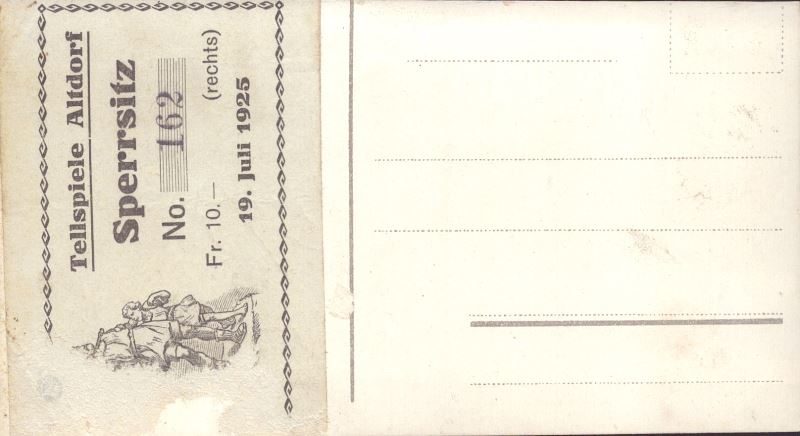 Tellspiele Altdorf
Sperrsitz
No. 162
Fr. 10.— (rechts)
19. Juli 1925